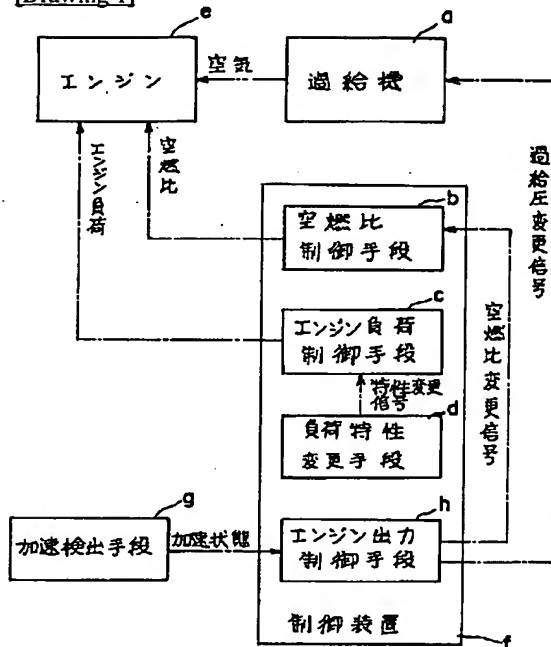 [Drawing 1]
e
エンジン
空気
a
過給機
エンジン負荷
空燃比
過給圧変更信号
b
空燃比
制御手段
空燃比変更信号
c
エンジン負荷
制御手段
特性変更
信号
d
負荷特性
変更手段
g
加速検出手段
加速状態
h
エンジン出力
制御手段
制御装置
f